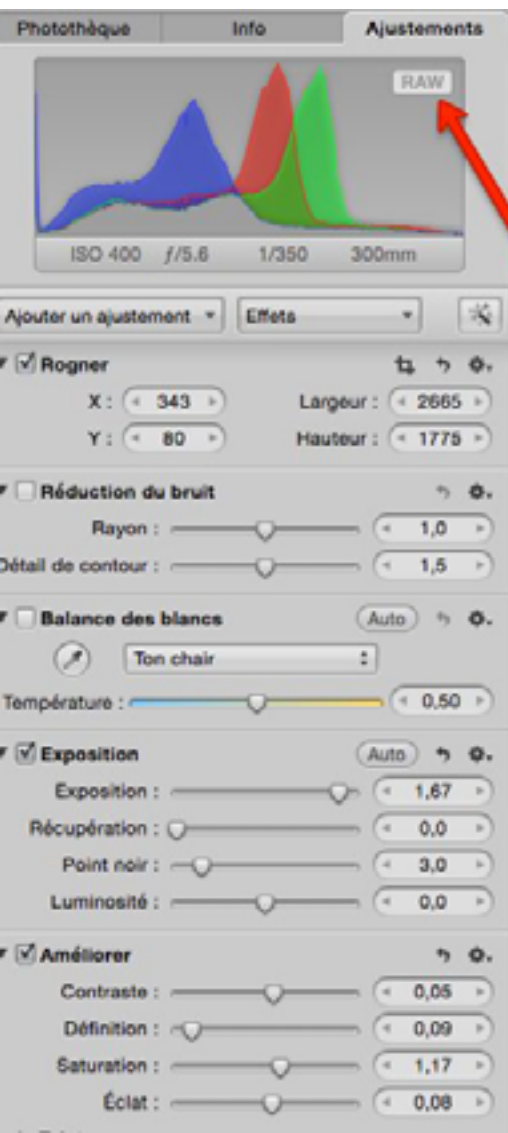 Photothèque Info Ajustements
RAW
ISO 400 ƒ/5.6 1/350 300mm
Ajouter un ajustement Effets
Rogner
X : 343 Largeur : 2665
Y : 80 Hauteur : 1775
Réduction du bruit
Rayon : 1,0
Détail de contour : 1,5
Balance des blancs Auto
Ton chair
Température : 0,50
Exposition Auto
Exposition : 1,67
Récupération : 0,0
Point noir : 3,0
Luminosité : 0,0
Améliorer
Contraste : 0,05
Définition : 0,09
Saturation : 1,17
Éclat : 0,08